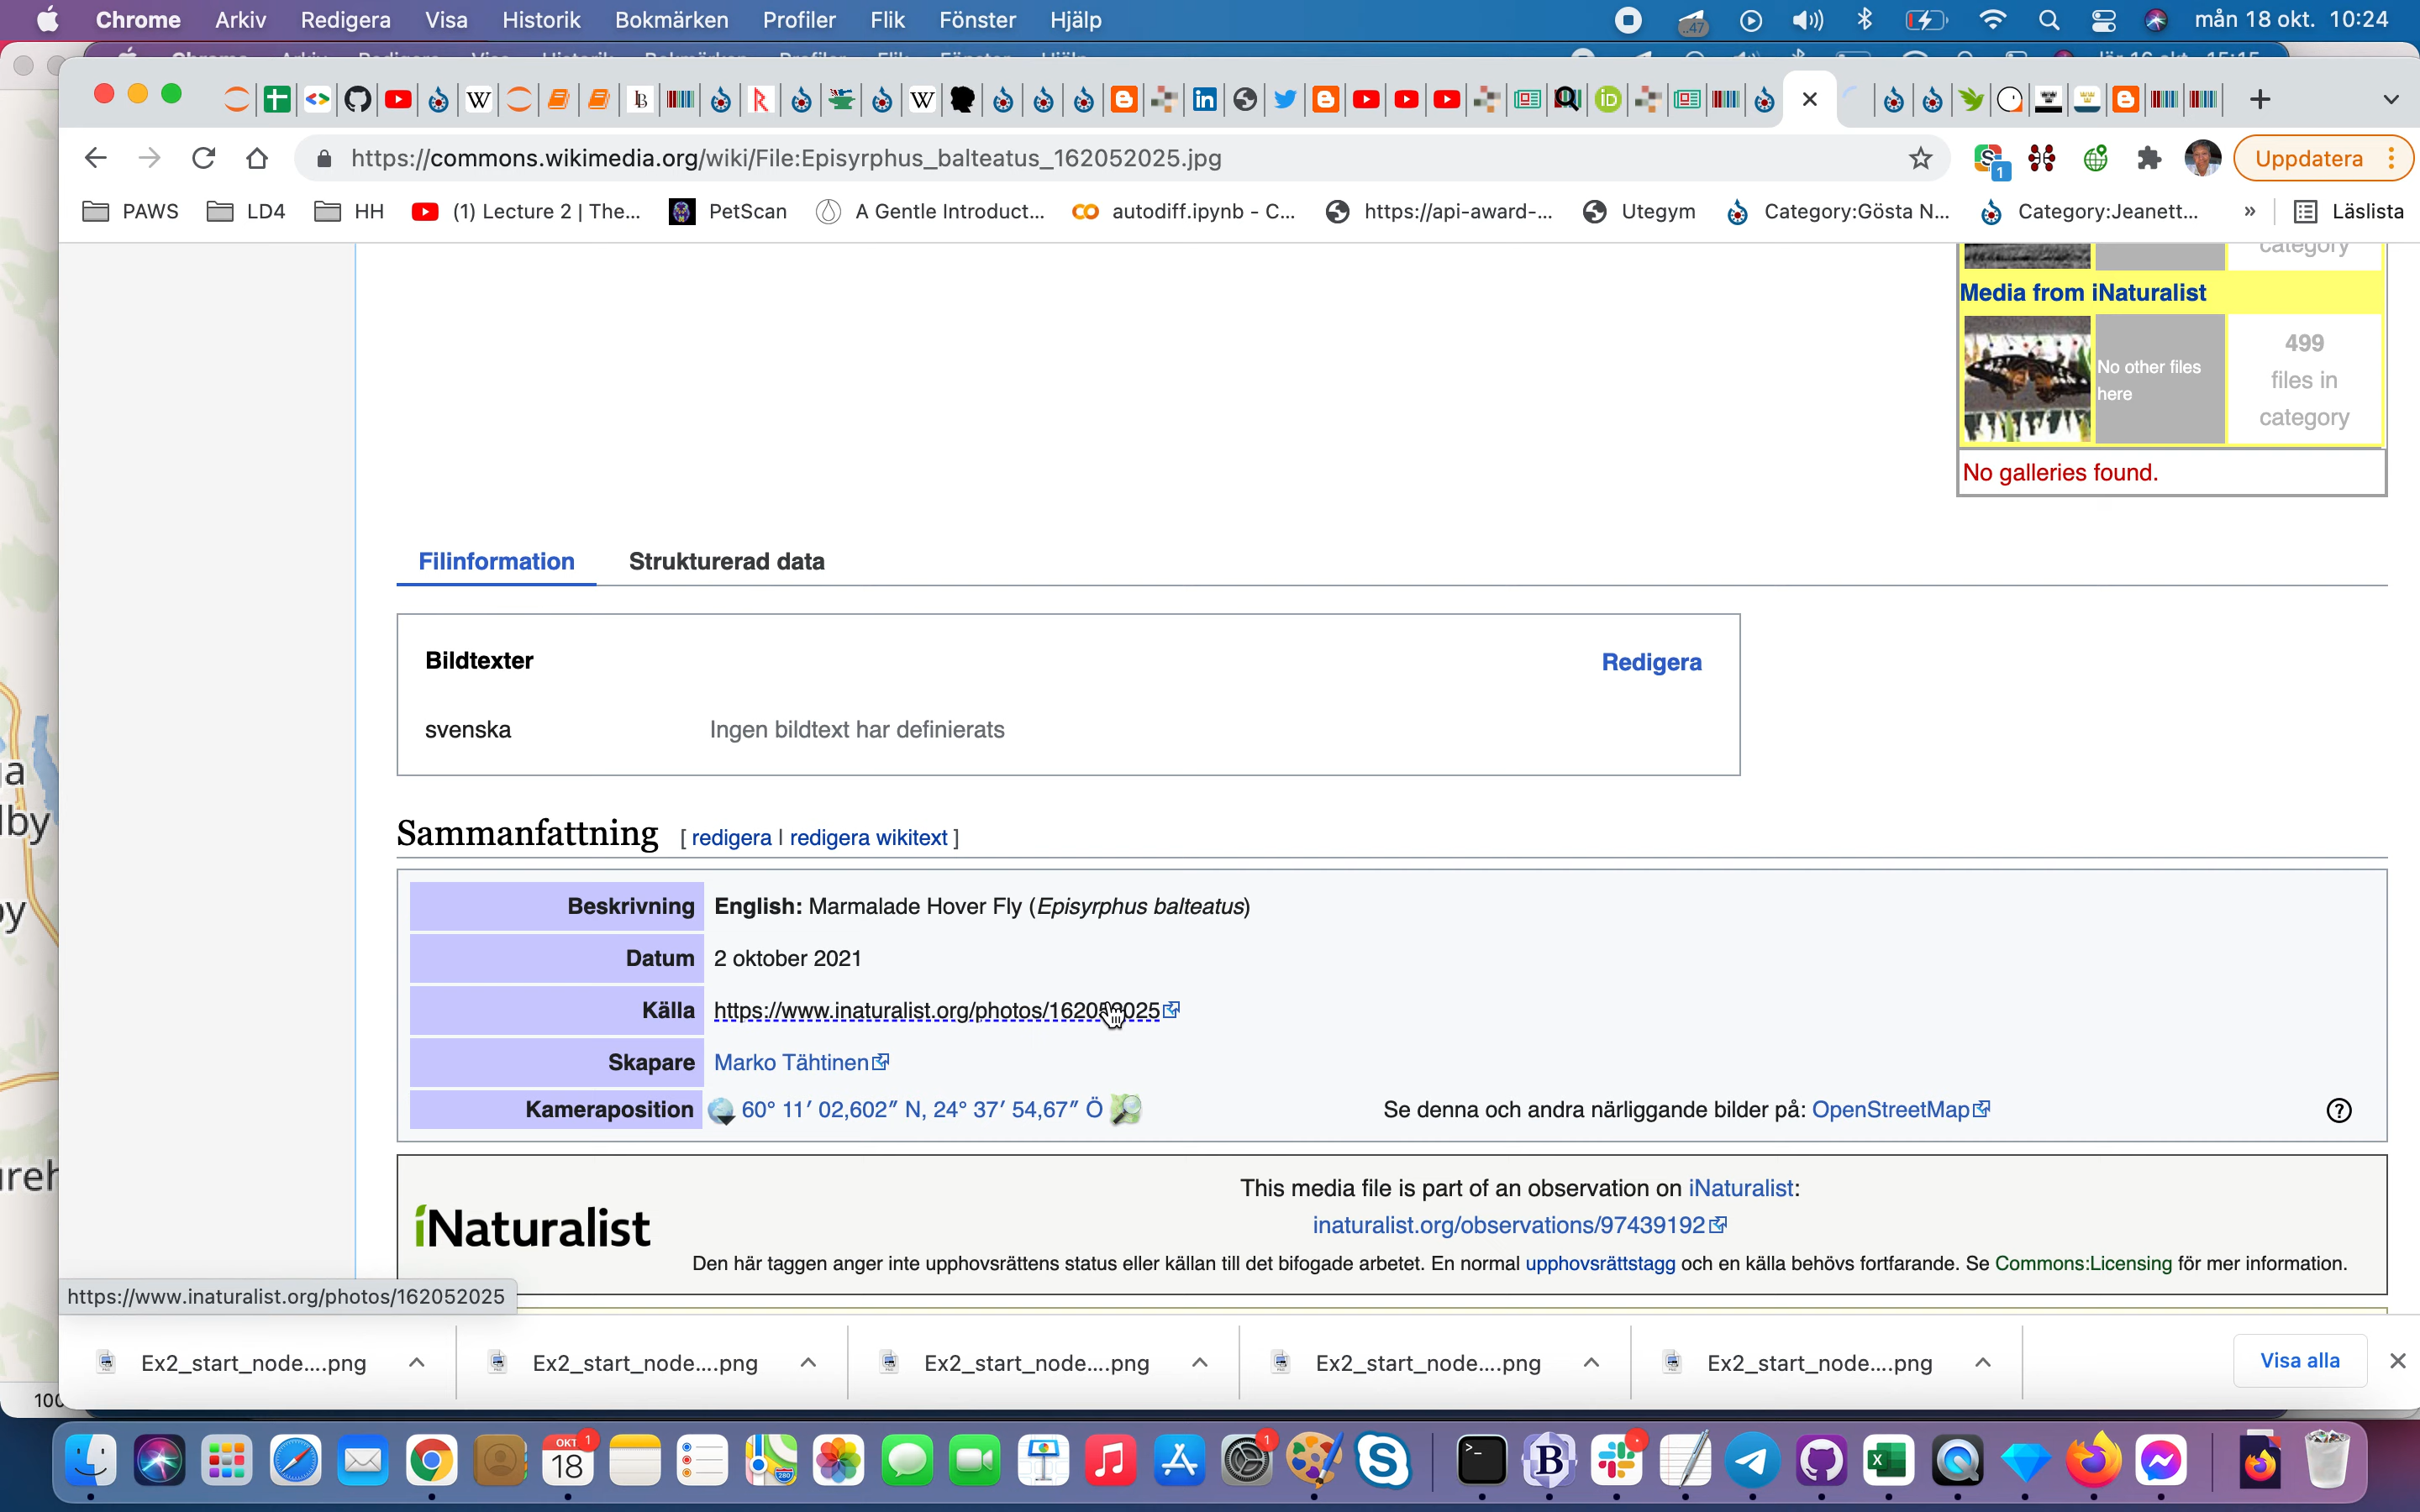 Chrome Arkiv Redigera Visa Historik Bokmärken Profiler Flik Fönster Hjälp
47
mån 18 okt. 10:24
https://commons.wikimedia.org/wiki/File:Episyrphus_balteatus_162052025.jpg
1
Uppdatera
PAWS LD4 HH (1) Lecture 2 | The... PetScan A Gentle Introduct... autodiff.ipynb - C... https://api-award-... Utegym Category:Gösta N... Category:Jeanett... » Läslista
category
Media from iNaturalist
No other files here
499 files in category
No galleries found.
Filinformation Strukturerad data
Bildtexter Redigera
svenska Ingen bildtext har definierats
Sammanfattning [ redigera | redigera wikitext ]
Beskrivning English: Marmalade Hover Fly (Episyrphus balteatus)
Datum 2 oktober 2021
Källa https://www.inaturalist.org/photos/162052025
Skapare Marko Tähtinen
Kameraposition 60° 11′ 02,602″ N, 24° 37′ 54,67″ Ö Se denna och andra närliggande bilder på: OpenStreetMap
This media file is part of an observation on iNaturalist:
iNaturalist
inaturalist.org/observations/97439192
Den här taggen anger inte upphovsrättens status eller källan till det bifogade arbetet. En normal upphovsrättstagg och en källa behövs fortfarande. Se Commons:Licensing för mer information.
https://www.inaturalist.org/photos/162052025
Ex2_start_node....png Ex2_start_node....png Ex2_start_node....png Ex2_start_node....png Ex2_start_node....png Visa alla
OKT 1
18
1